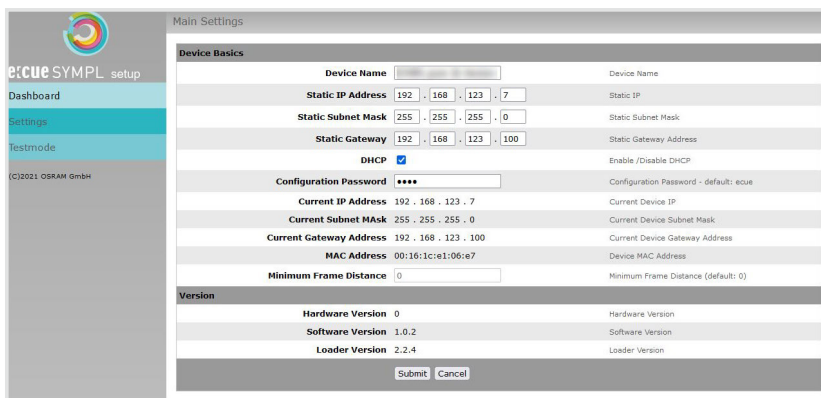 Main Settings
e:cue SYMPL setup
Dashboard
Settings
Testmode
(C)2021 OSRAM GmbH
Device Basics
Device Name Device Name
Static IP Address 192 . 168 . 123 . 7 Static IP
Static Subnet Mask 255 . 255 . 255 . 0 Static Subnet Mask
Static Gateway 192 . 168 . 123 . 100 Static Gateway Address
DHCP Enable /Disable DHCP
Configuration Password •••• Configuration Password - default: ecue
Current IP Address 192 . 168 . 123 . 7 Current Device IP
Current Subnet MAsk 255 . 255 . 255 . 0 Current Device Subnet Mask
Current Gateway Address 192 . 168 . 123 . 100 Current Device Gateway Address
MAC Address 00:16:1c:e1:06:e7 Device MAC Address
Minimum Frame Distance 0 Minimum Frame Distance (default: 0)
Version
Hardware Version 0 Hardware Version
Software Version 1.0.2 Software Version
Loader Version 2.2.4 Loader Version
Submit Cancel